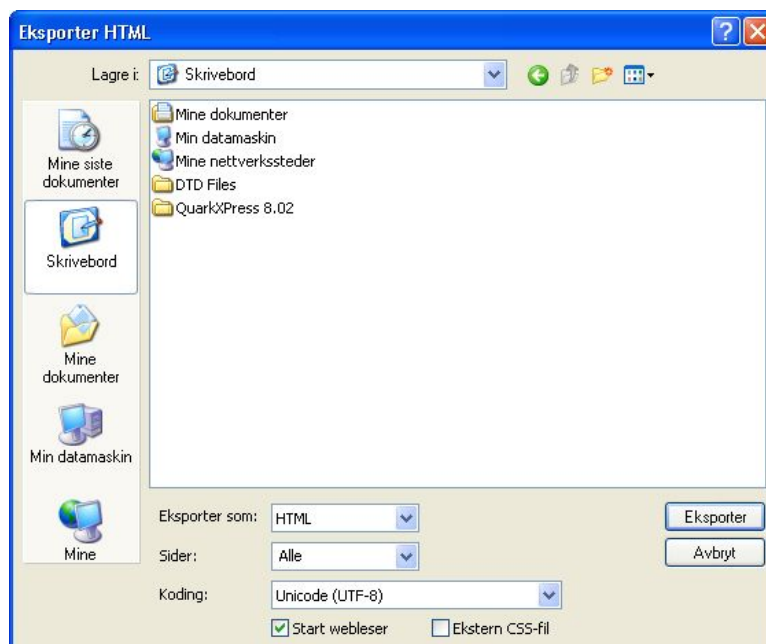 Eksporter HTML
Lagre i:
Skrivebord
Mine siste
dokumenter
Skrivebord
Mine
dokumenter
Min datamaskin
Mine
Mine dokumenter
Min datamaskin
Mine nettverkssteder
DTD Files
QuarkXPress 8.02
Eksporter som:
HTML
Eksporter
Sider:
Alle
Avbryt
Koding:
Unicode (UTF-8)
Start webleser
Ekstern CSS-fil